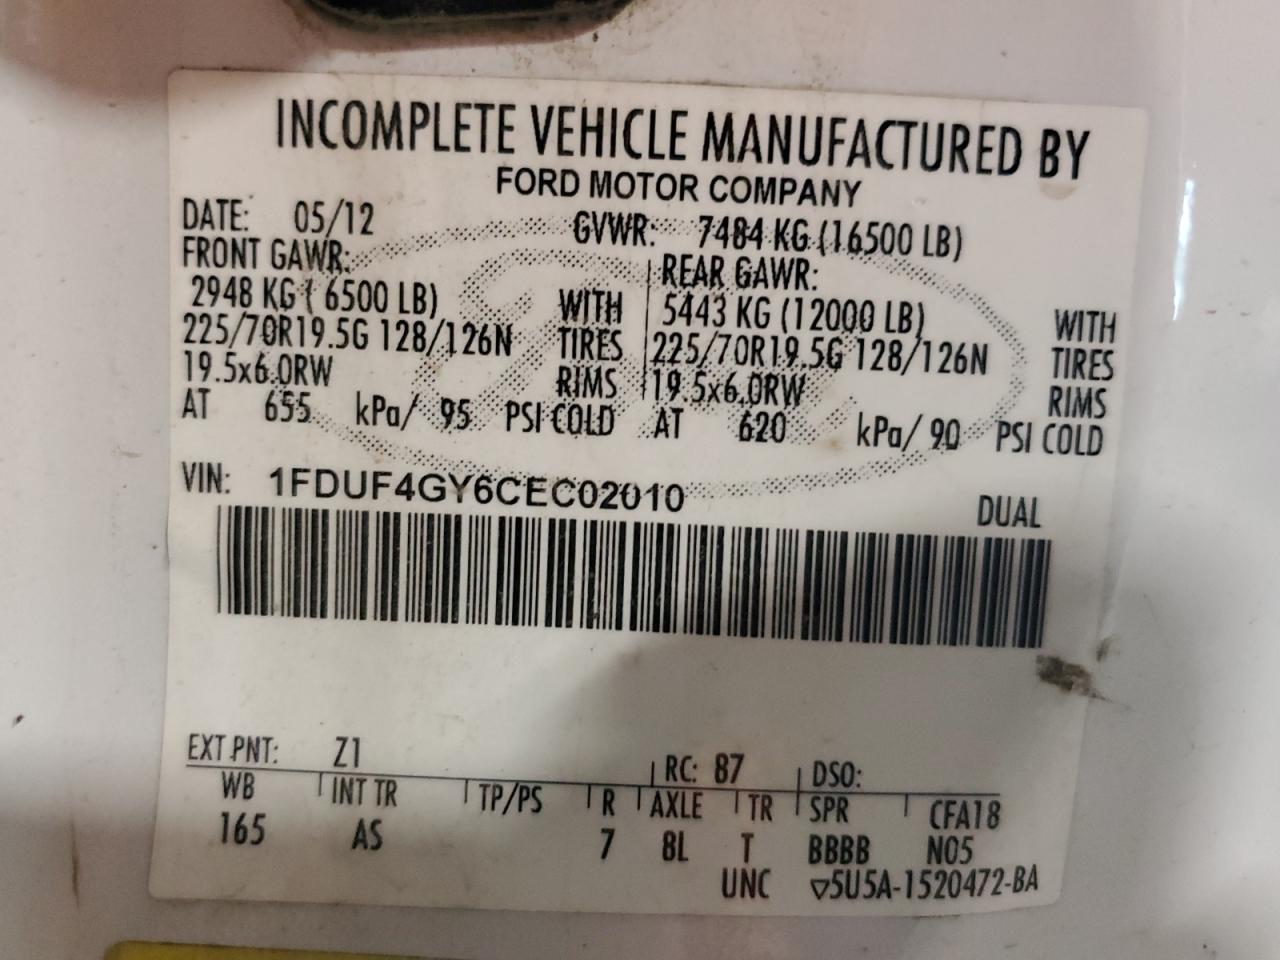 INCOMPLETE VEHICLE MANUFACTURED BY
FORD MOTOR COMPANY
DATE: 05/12 GVWR: 7484 KG (16500 LB)
FRONT GAWR: REAR GAWR:
2948 KG ( 6500 LB) WITH 5443 KG (12000 LB) WITH
225/70R19.5G 128/126N TIRES 225/70R19.5G 128/126N TIRES
19.5x6.0RW RIMS 19.5x6.0RW RIMS
AT 655 kPa/ 95 PSI COLD AT 620 kPa/ 90 PSI COLD
VIN: 1FDUF4GY6CEC02010
DUAL
EXT PNT: Z1 RC: 87 DSO:
WB INT TR TP/PS R AXLE TR SPR CFA18
165 AS 7 8L T BBBB N05
UNC ▽5U5A-1520472-BA